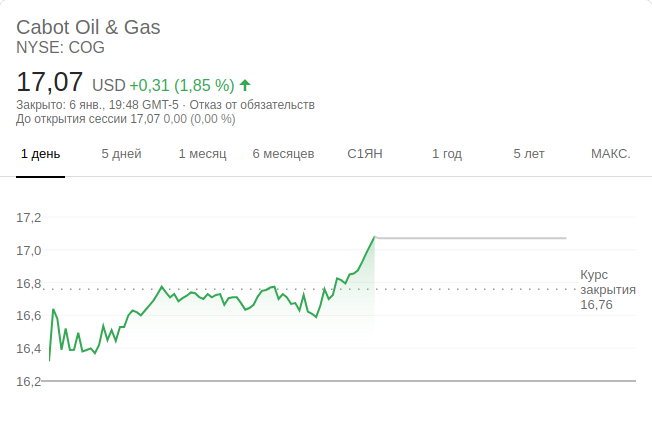 Cabot Oil & Gas
NYSE: COG
17,07 USD +0,31 (1,85 %)
Закрыто: 6 янв., 19:48 GMT-5 · Отказ от обязательств
До открытия сессии 17,07 0,00 (0,00 %)
1 день 5 дней 1 месяц 6 месяцев С1ЯН 1 год 5 лет МАКС.
17,2
17,0
16,8
16,6
16,4
16,2
Курс
закрытия
16,76